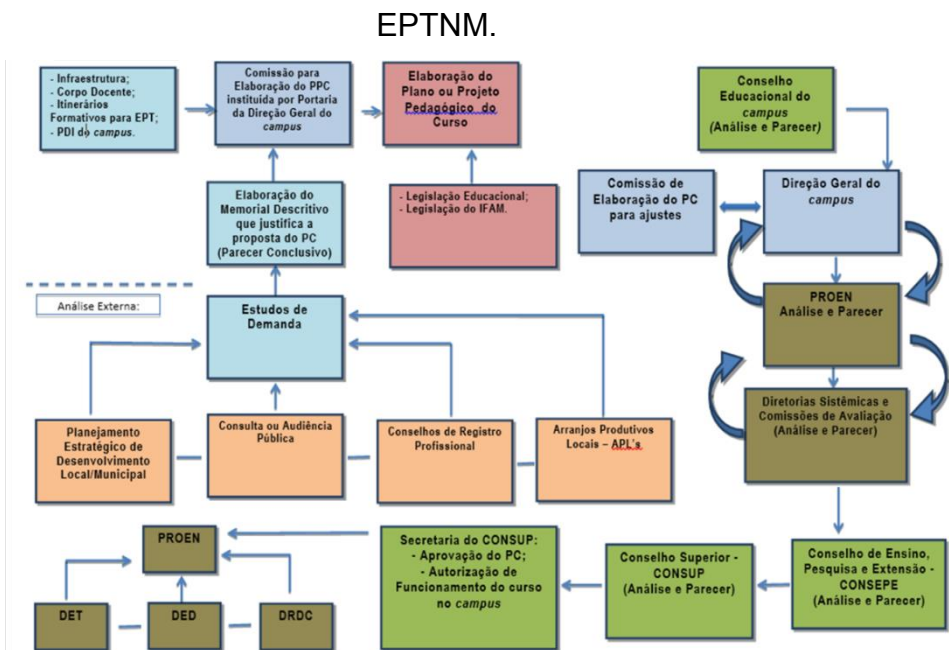 EPTNM.
- Infraestrutura;
- Corpo Docente;
- Itinerários
Formativos para EPT;
- PDI do campus.
Comissão para
Elaboração do PPC
instituída por Portaria
da Direção Geral do
campus
Elaboração do
Plano ou Projeto
Pedagógico do
Curso
Conselho
Educacional do
campus
(Análise e Parecer)
Elaboração do
Memorial Descritivo
que justifica a
proposta do PC
(Parecer Conclusivo)
- Legislação Educacional;
- Legislação do IFAM.
Comissão de
Elaboração do PC
para ajustes
Direção Geral do
campus
Análise Externa:
Estudos de
Demanda
PROEN
Análise e Parecer
Planejamento
Estratégico de
Desenvolvimento
Local/Municipal
Consulta ou Audiência
Pública
Conselhos de Registro
Profissional
Arranjos Produtivos
Locais – APL's
Diretorias Sistêmicas e
Comissões de Avaliação
(Análise e Parecer)
PROEN
DET
DED
DRDC
Secretaria do CONSUP:
- Aprovação do PC;
- Autorização de
Funcionamento do curso
no campus
Conselho Superior -
CONSUP
(Análise e Parecer)
Conselho de Ensino,
Pesquisa e Extensão -
CONSEPE
(Análise e Parecer)